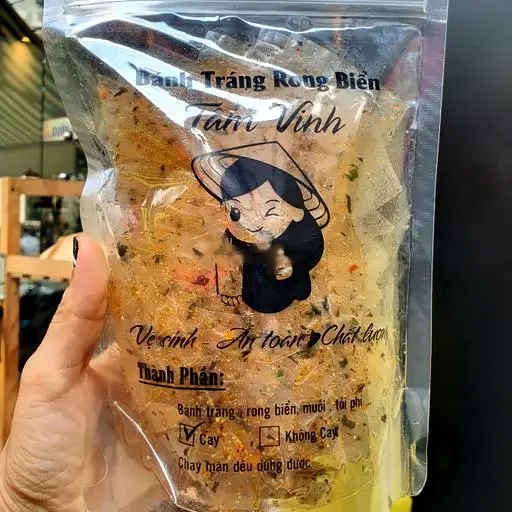 Bánh Tráng Rong Biển
Tâm Vinh
Vệ sinh - An toàn Chất lượn
Thành Phần:
Bánh tráng , rong biển, muối , tỏi phi ...
Cay Không Cay
Chay mặn đều dùng được